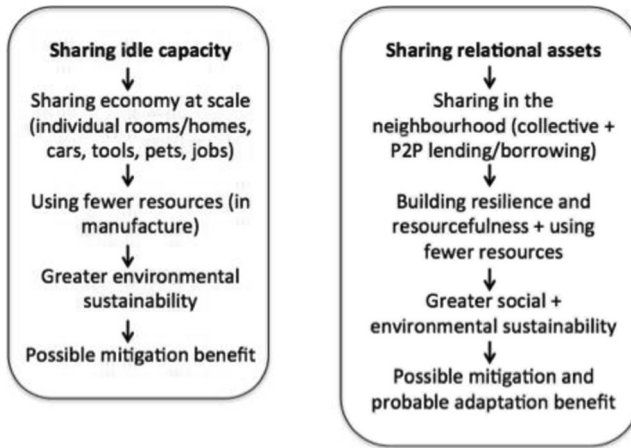 Sharing idle capacity
Sharing economy at scale
(individual rooms/homes,
cars, tools, pets, jobs)
Using fewer resources (in
manufacture)
Greater environmental
sustainability
Possible mitigation benefit
Sharing relational assets
Sharing in the
neighbourhood (collective +
P2P lending/borrowing)
Building resilience and
resourcefulness + using
fewer resources
Greater social +
environmental sustainability
Possible mitigation and
probable adaptation benefit